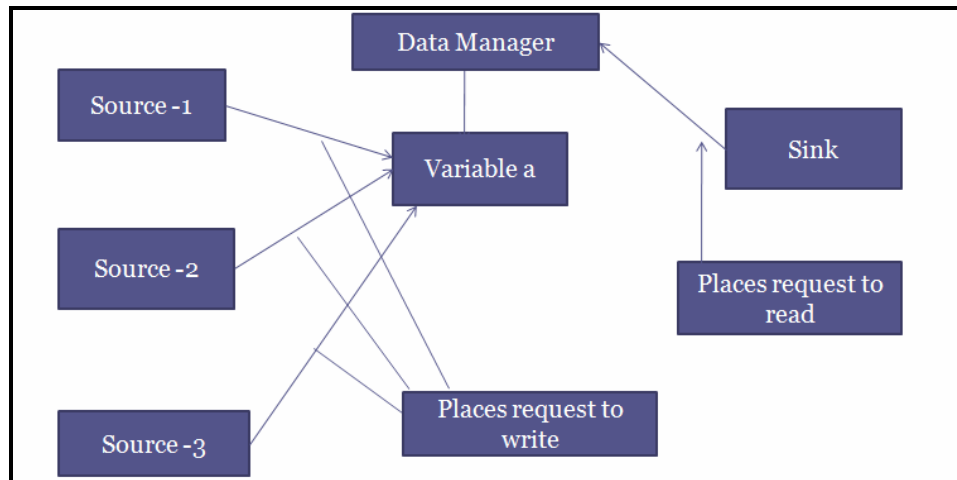 Data Manager
Source -1
Variable a
Sink
Source -2
Places request to
read
Source -3
Places request to
write